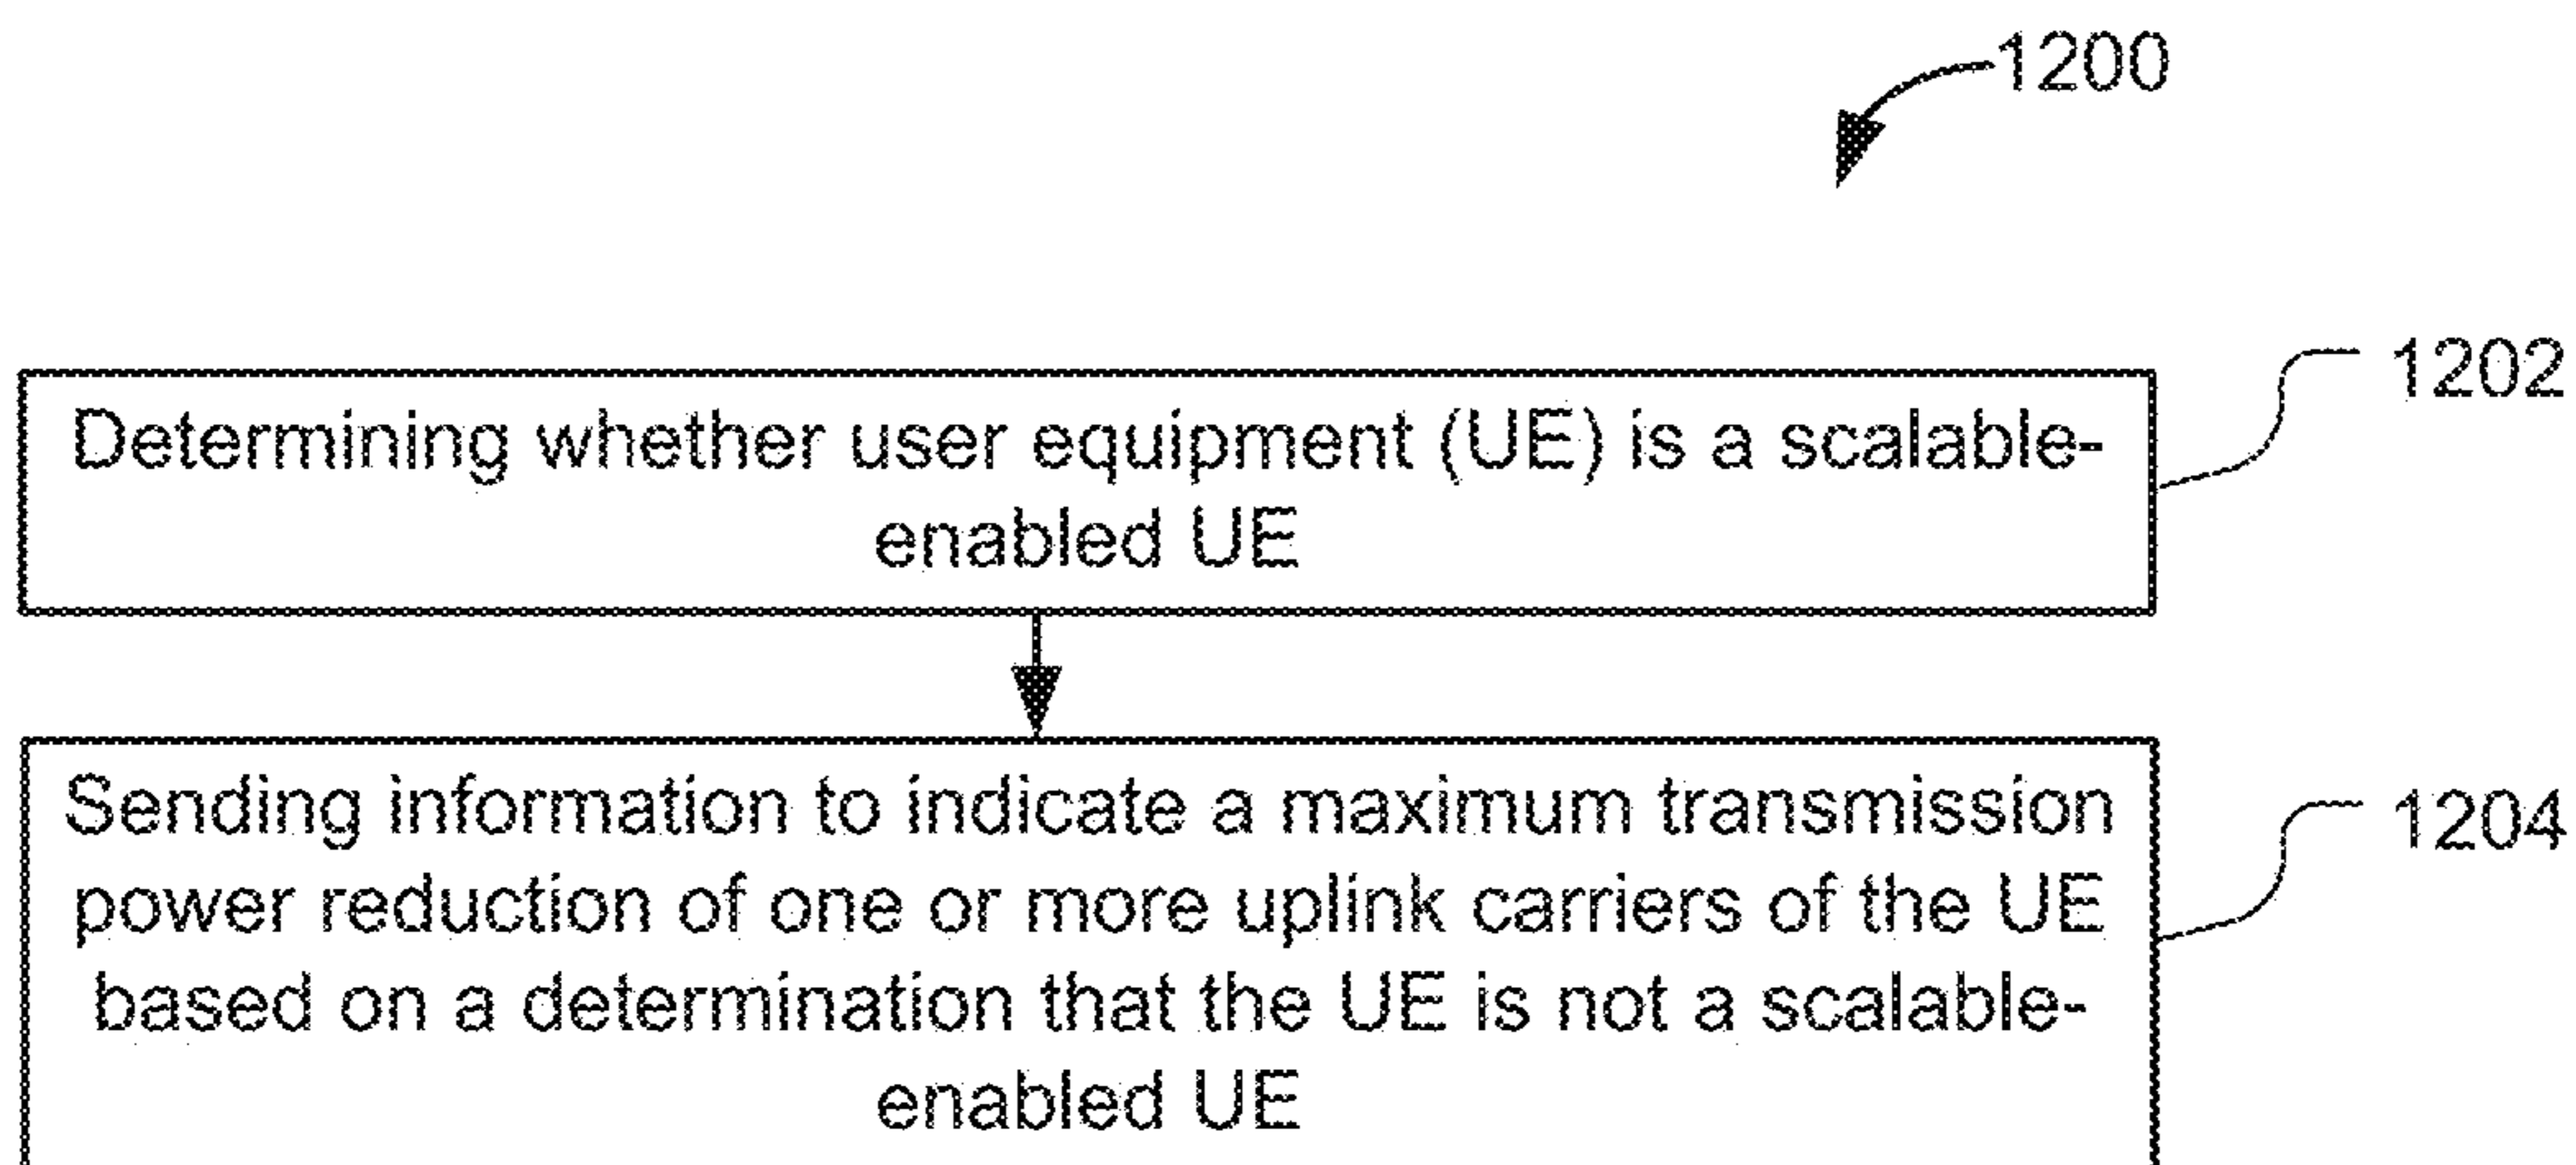 1200
Determining whether user equipment (UE) is a scalable-
enabled UE
1202
Sending information to indicate a maximum transmission
power reduction of one or more uplink carriers of the UE
based on a determination that the UE is not a scalable-
enabled UE
1204